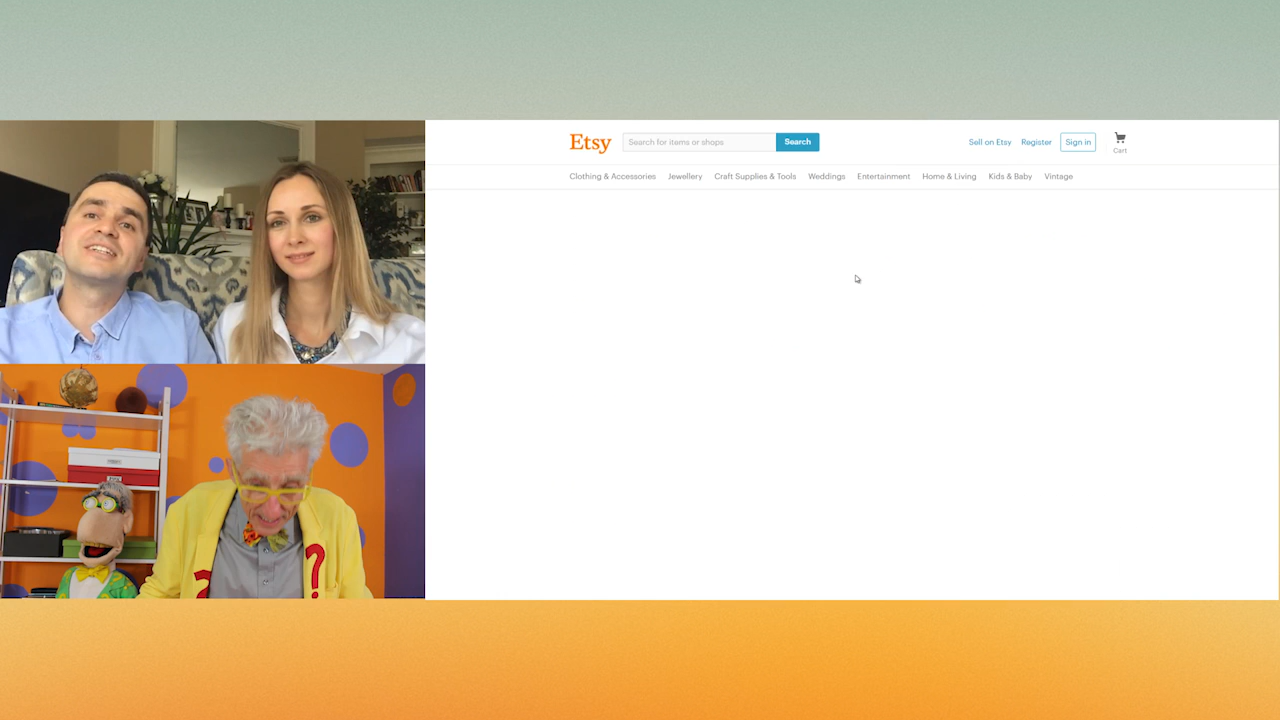 Etsy
Search for items or shops
Search
Sell on Etsy
Register
Sign in
Cart
Clothing & Accessories
Jewellery
Craft Supplies & Tools
Weddings
Entertainment
Home & Living
Kids & Baby
Vintage
?
?